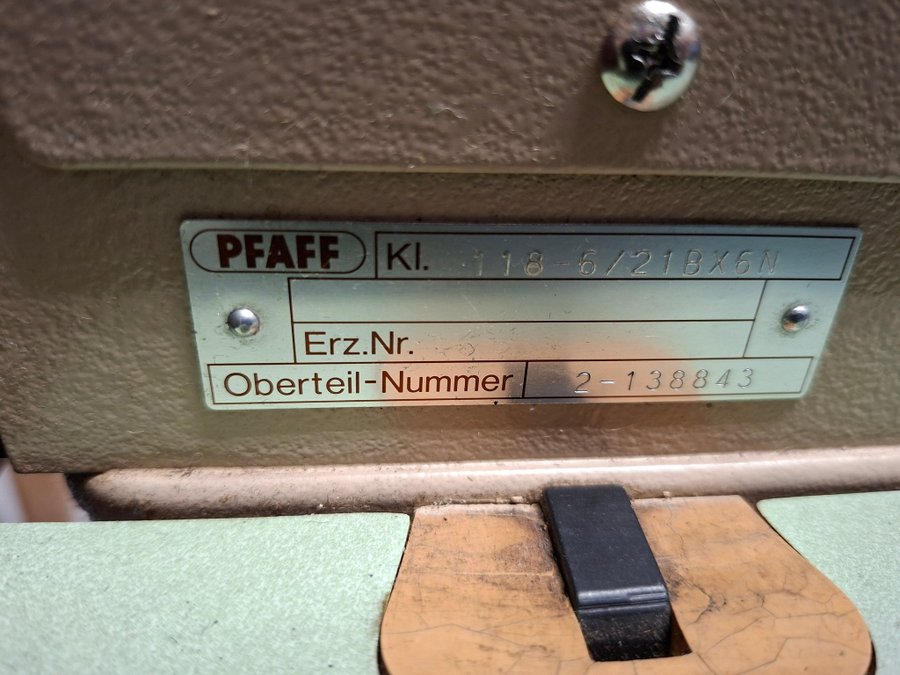 PFAFF Kl. 118-6/21BX6N
Erz.Nr.
Oberteil-Nummer 2-138843